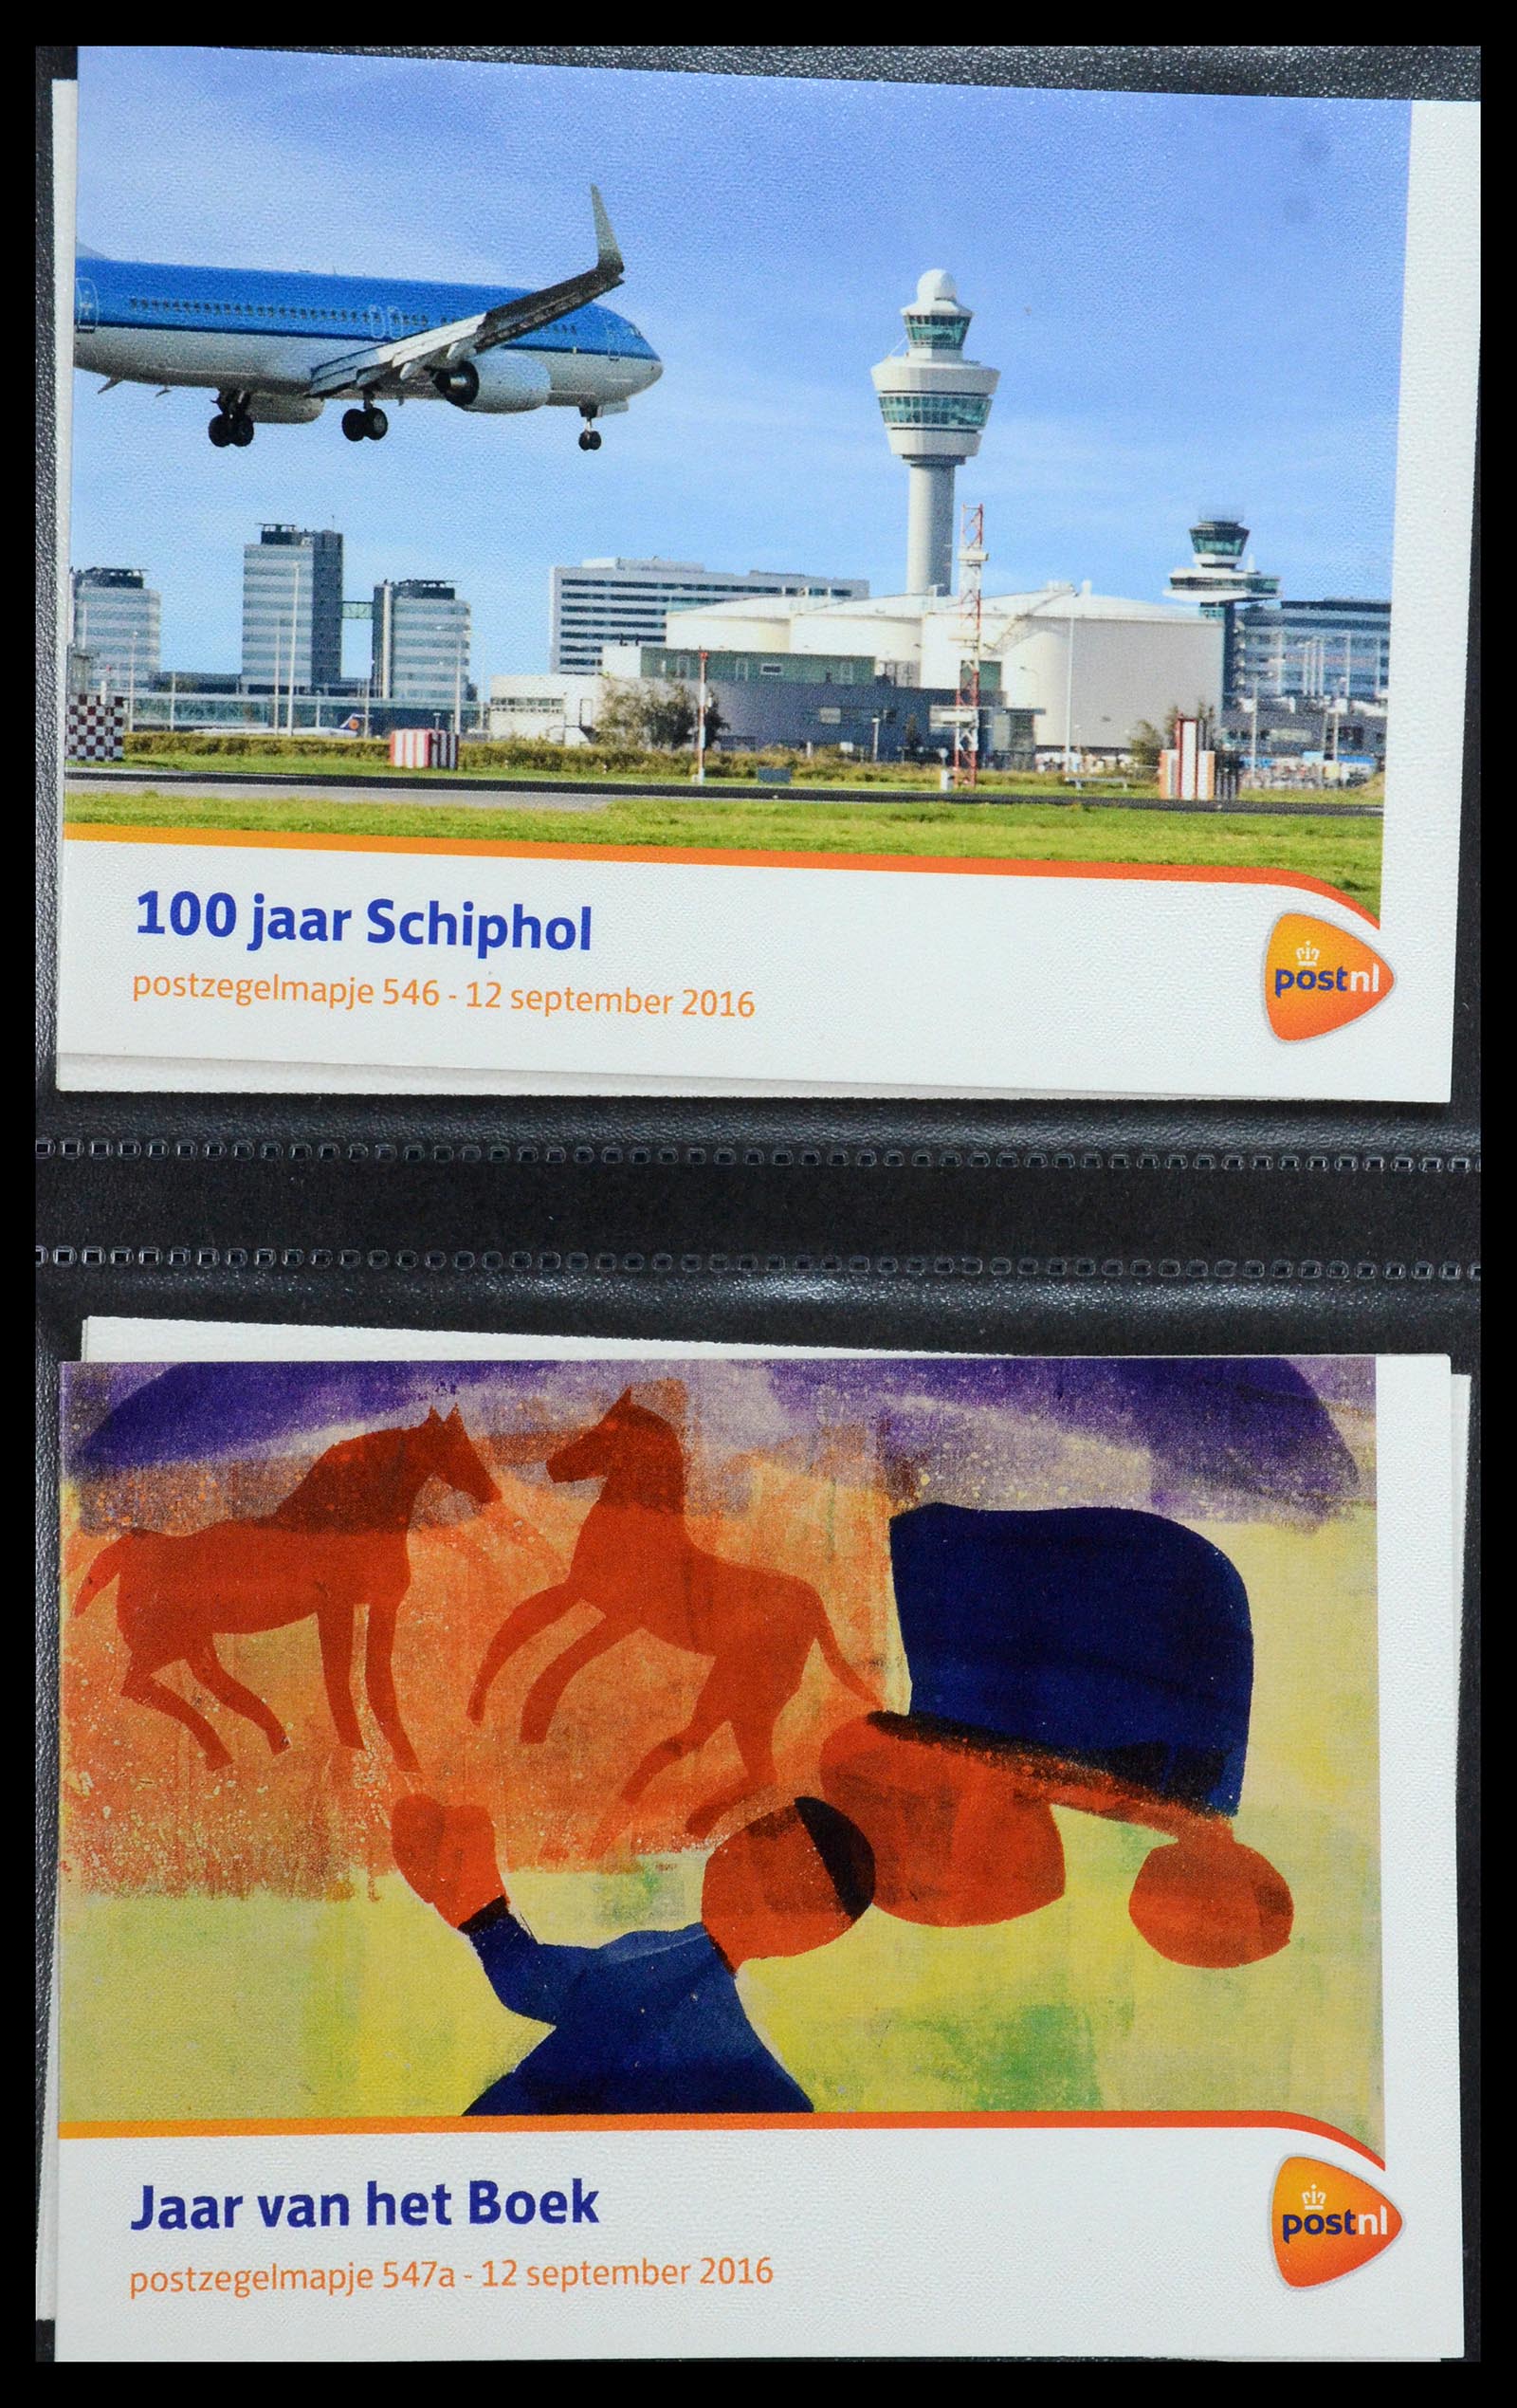 100 jaar Schiphol
postzegelmapje 546 - 12 september 2016
postnl
Jaar van het Boek
postzegelmapje 547a - 12 september 2016
postnl